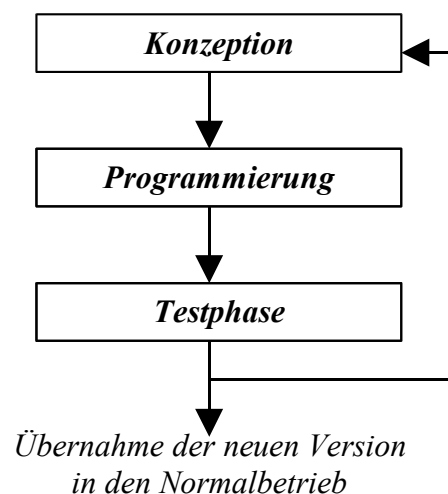 Konzeption
Programmierung
Testphase
Übernahme der neuen Version
in den Normalbetrieb